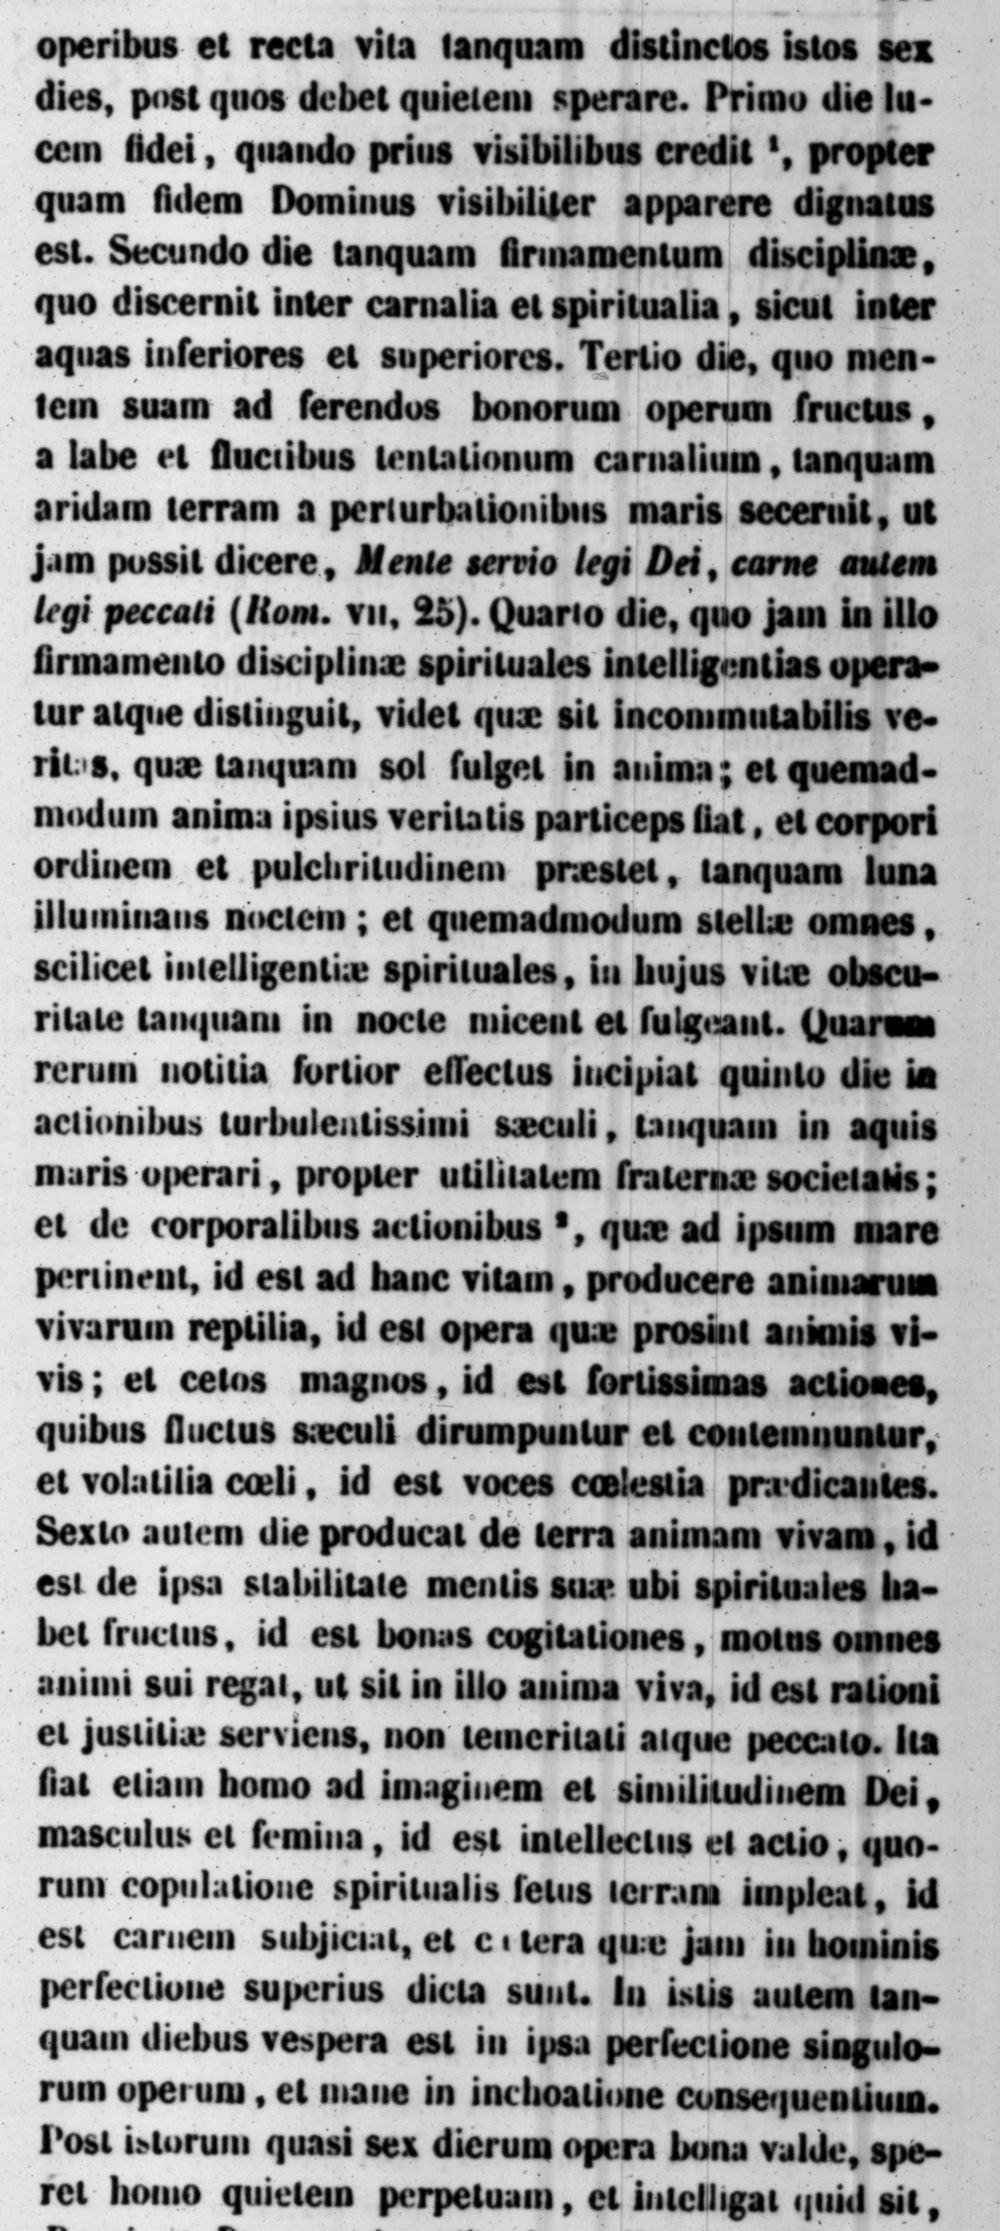 operibus et recta vita tanquam distinctos istos sex
dies, post quos debet quietem sperare. Primo die lu-
cem fidei, quando prius visibilibus credit ¹, propter
quam fidem Dominus visibiliter apparere dignatus
est. Secundo die tanquam firmamentum disciplinæ,
quo discernit inter carnalia et spiritualia, sicut inter
aquas inferiores et superiores. Tertio die, quo men-
tem suam ad ferendos bonorum operum fructus,
a labe et fluctibus tentationum carnalium, tanquam
aridam terram a perturbationibus maris secernit, ut
jam possit dicere, Mente servio legi Dei, carne autem
legi peccati (Rom. VII, 25). Quarto die, quo jam in illo
firmamento disciplinæ spirituales intelligentias opera-
tur atque distinguit, videt quæ sit incommutabilis ve-
ritas, quæ tanquam sol fulget in anima; et quemad-
modum anima ipsius veritatis particeps fiat, et corpori
ordinem et pulchritudinem præstet, tanquam luna
illuminans noctem; et quemadmodum stellæ omnes,
scilicet intelligentiæ spirituales, in hujus vitæ obscu-
ritate tanquam in nocte micent et fulgeant. Quarum
rerum notitia fortior effectus incipiat quinto die in
actionibus turbulentissimi sæculi, tanquam in aquis
maris operari, propter utilitatem fraternæ societatis;
et de corporalibus actionibus ², quæ ad ipsum mare
pertinent, id est ad hanc vitam, producere animarum
vivarum reptilia, id est opera quæ prosint animis vi-
vis; et cetos magnos, id est fortissimas actiones,
quibus fluctus sæculi dirumpuntur et contemnuntur,
et volatilia cœli, id est voces cœlestia prædicantes.
Sexto autem die producat de terra animam vivam, id
est de ipsa stabilitate mentis suæ ubi spirituales ha-
bet fructus, id est bonas cogitationes, motus omnes
animi sui regat, ut sit in illo anima viva, id est rationi
et justitiæ serviens, non temeritati atque peccato. Ita
fiat etiam homo ad imaginem et similitudinem Dei,
masculus et femina, id est intellectus et actio, quo-
rum copulatione spiritualis fetus terram impleat, id
est carnem subjiciat, et cætera quæ jam in hominis
perfectione superius dicta sunt. In istis autem tan-
quam diebus vespera est in ipsa perfectione singulo-
rum operum, et mane in inchoatione consequentium.
Post istorum quasi sex dierum opera bona valde, spe-
ret homo quietem perpetuam, et intelligat quid sit,